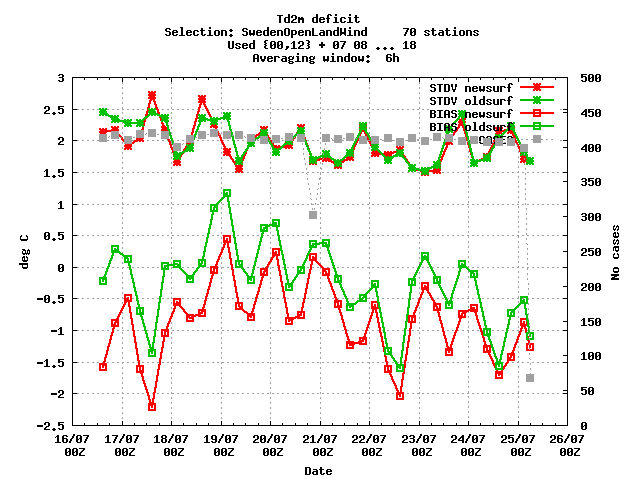 Td2m deficit
Selection: SwedenOpenLandWind 70 stations
Used {00,12} + 07 08 ... 18
Averaging window: 6h
STDV newsurf
STDV oldsurf
BIAS newsurf
BIAS oldsurf
CASES
3
2.5
2
1.5
1
0.5
0
-0.5
-1
-1.5
-2
-2.5
500
450
400
350
300
250
200
150
100
50
0
deg C
No cases
16/07 17/07 18/07 19/07 20/07 21/07 22/07 23/07 24/07 25/07 26/07
00Z 00Z 00Z 00Z 00Z 00Z 00Z 00Z 00Z 00Z 00Z
Date